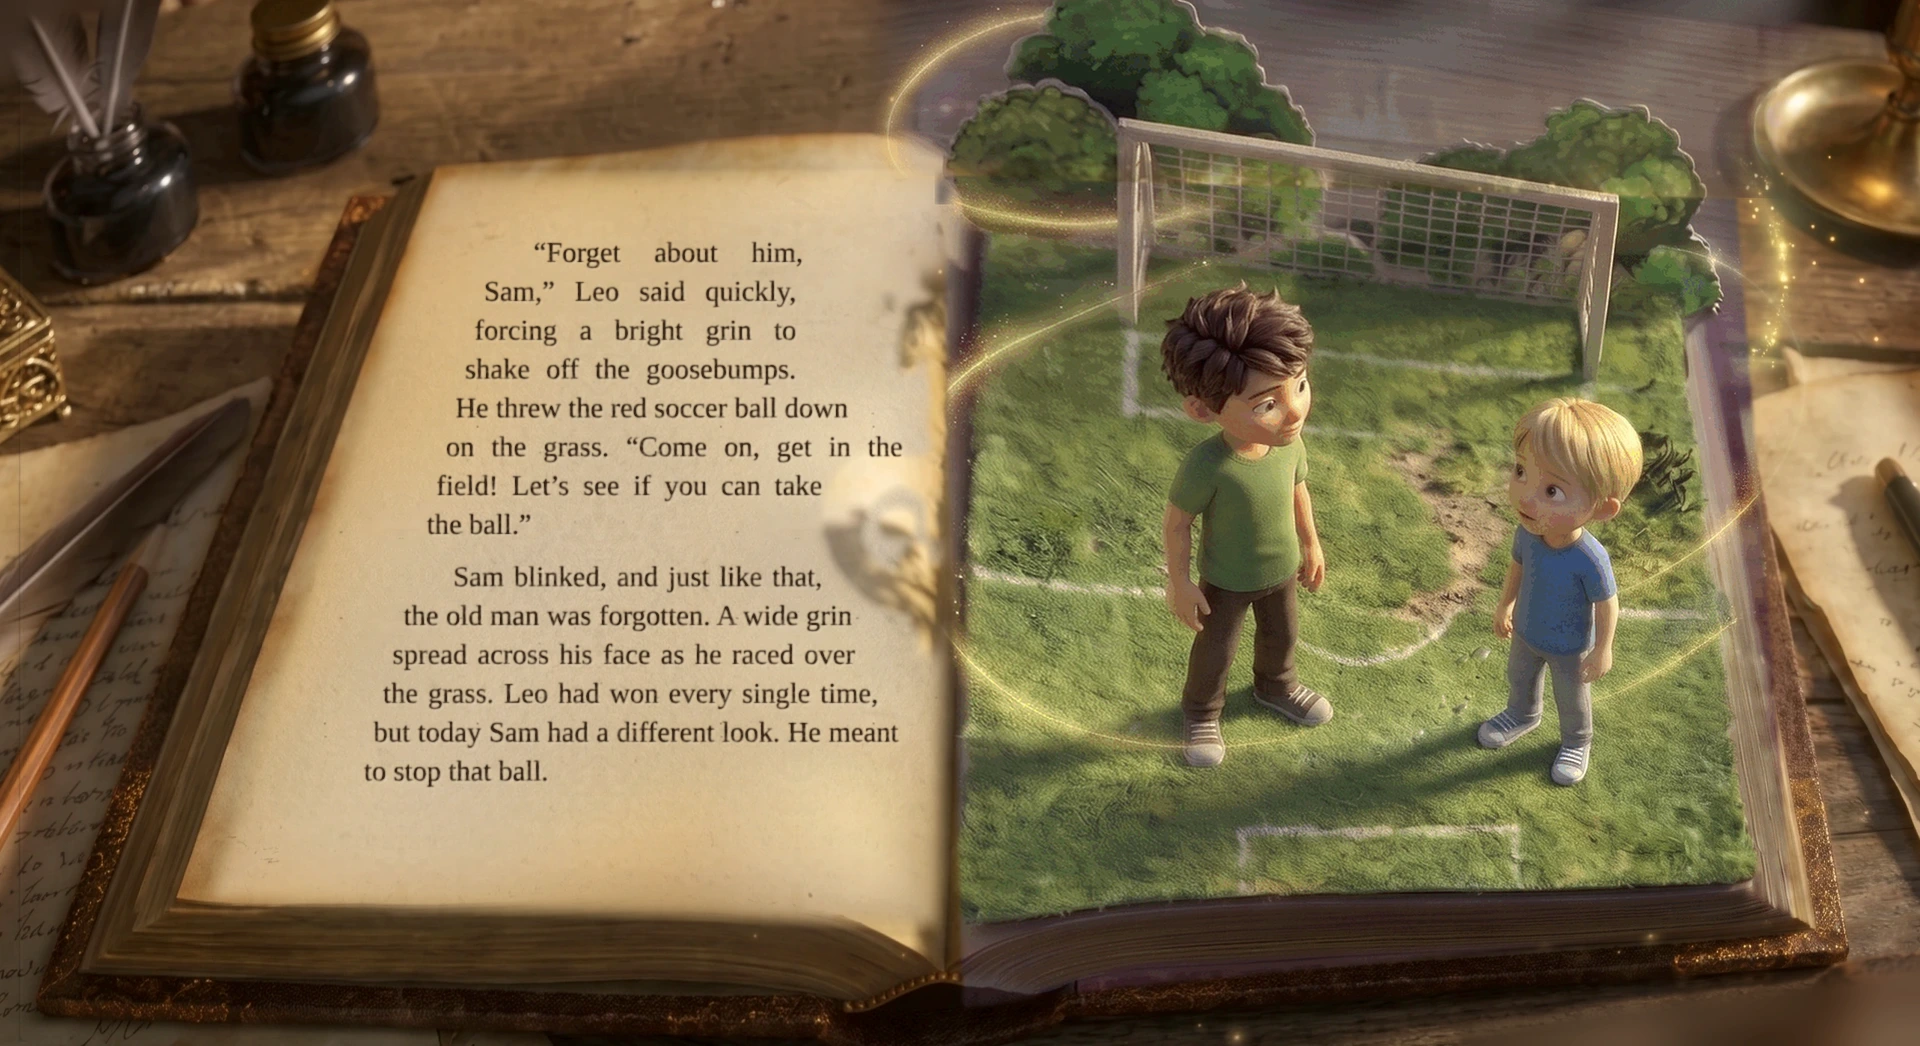 “Forget about him,
Sam,” Leo said quickly,
forcing a bright grin to
shake off the goosebumps.
He threw the red soccer ball down
on the grass. “Come on, get in the
field! Let’s see if you can take
the ball.”
Sam blinked, and just like that,
the old man was forgotten. A wide grin
spread across his face as he raced over
the grass. Leo had won every single time,
but today Sam had a different look. He meant
to stop that ball.